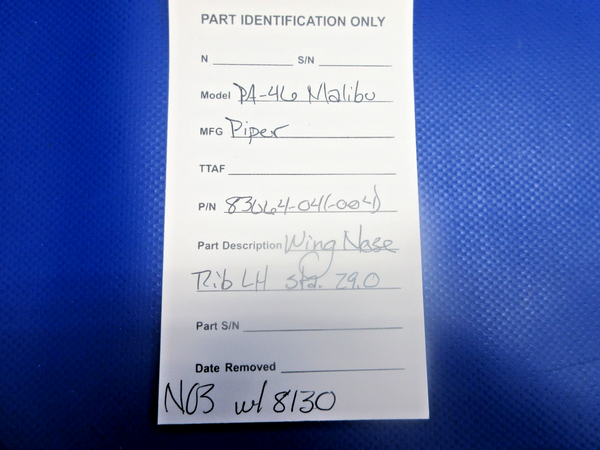 PART IDENTIFICATION ONLY
N S/N
Model PA-46 Malibu
MFG Piper
TTAF
P/N 83664-04(-004)
Part Description Wing Nose
Rib LH sta. 29.0
Part S/N
Date Removed
NOB w/ 8130